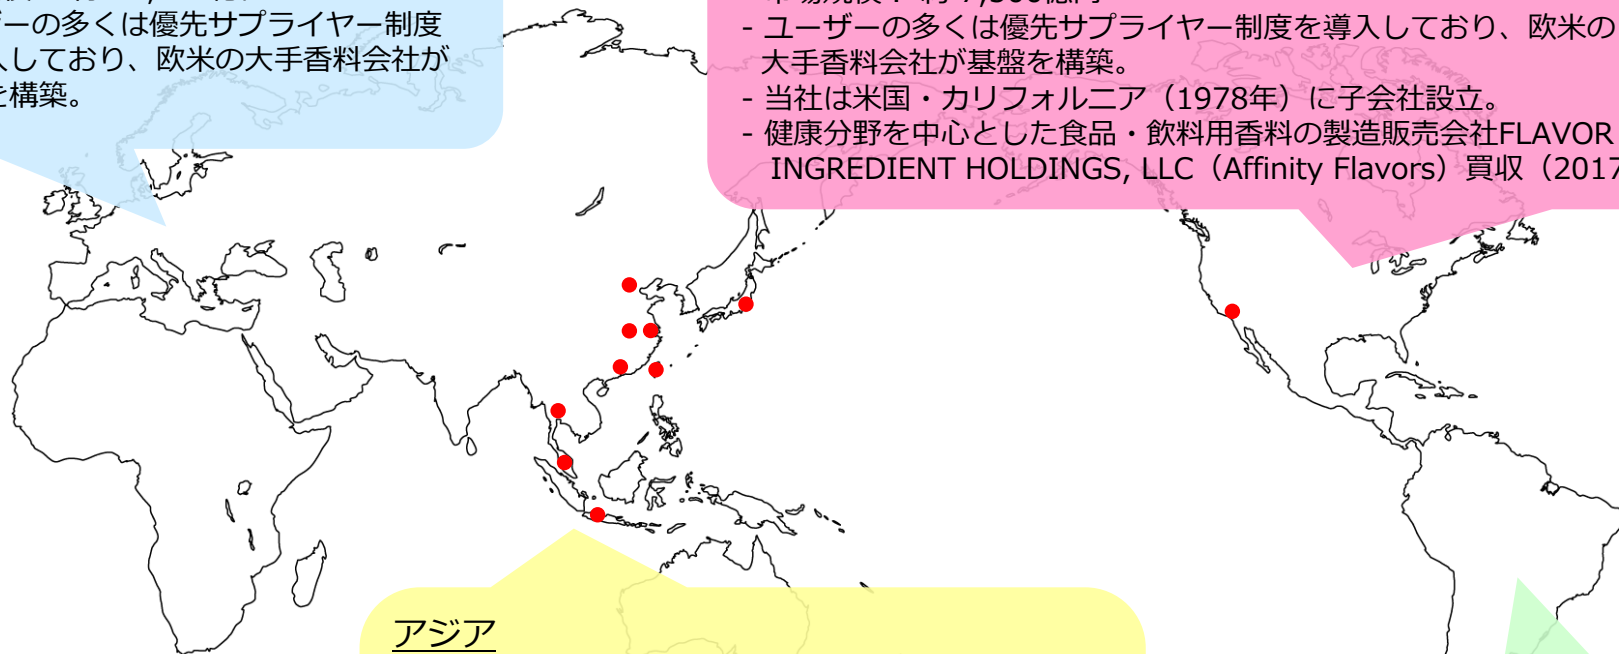 ーの多くは優先サプライヤー制度
しており、欧米の大手香料会社が
を構築。
- ユーザーの多くは優先サプライヤー制度を導入しており、欧米の
大手香料会社が基盤を構築。
- 当社は米国・カリフォルニア（1978年）に子会社設立。
- 健康分野を中心とした食品・飲料用香料の製造販売会社FLAVOR
INGREDIENT HOLDINGS, LLC（Affinity Flavors）買収（2017
アジア